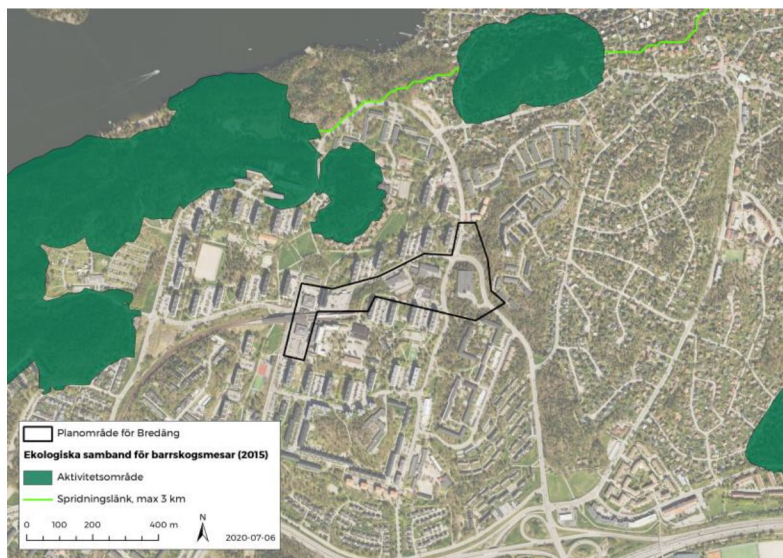 Planområde för Bredäng
Ekologiska samband för barrskogsmesar (2015)
Aktivitetsområde
Spridningslänk, max 3 km
0 100 200 400 m
N
2020-07-06